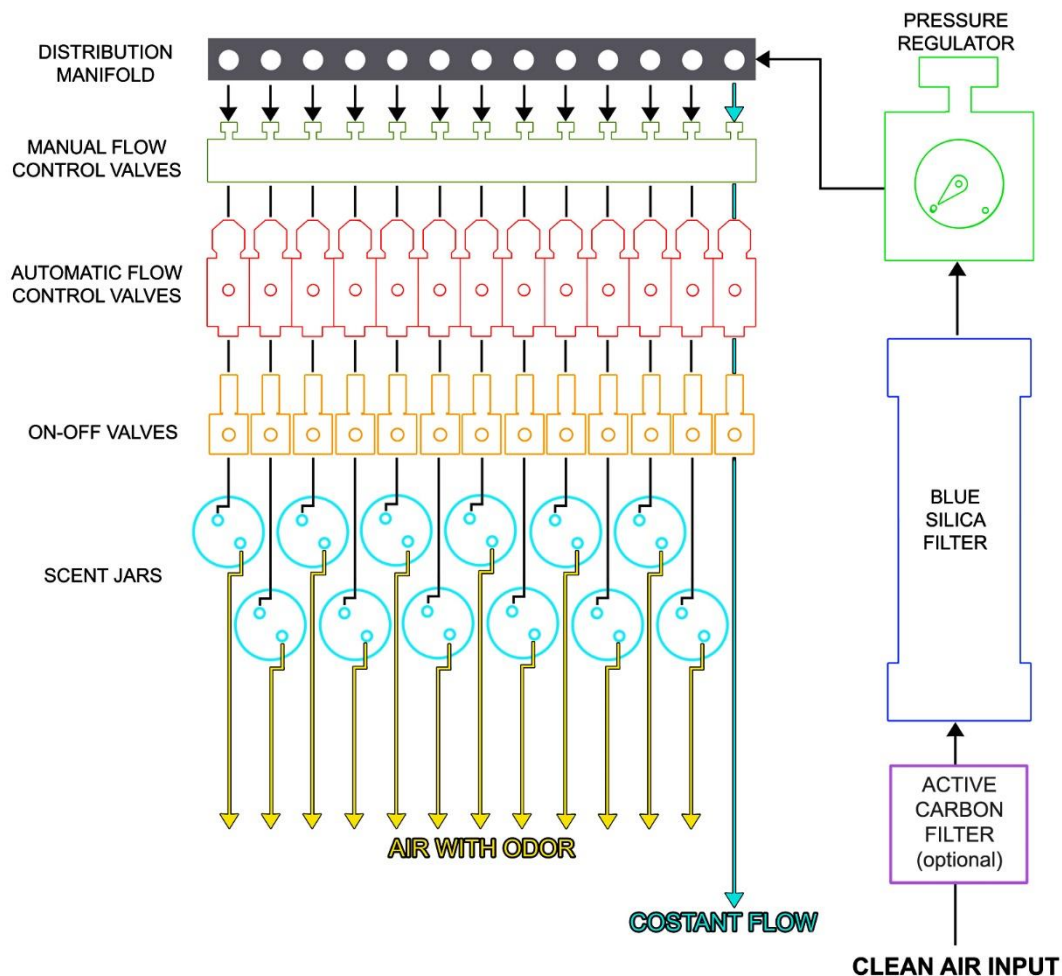 DISTRIBUTION
MANIFOLD
PRESSURE
REGULATOR
MANUAL FLOW
CONTROL VALVES
AUTOMATIC FLOW
CONTROL VALVES
ON-OFF VALVES
BLUE
SILICA
FILTER
SCENT JARS
ACTIVE
CARBON
FILTER
(optional)
AIR WITH ODOR
COSTANT FLOW
CLEAN AIR INPUT